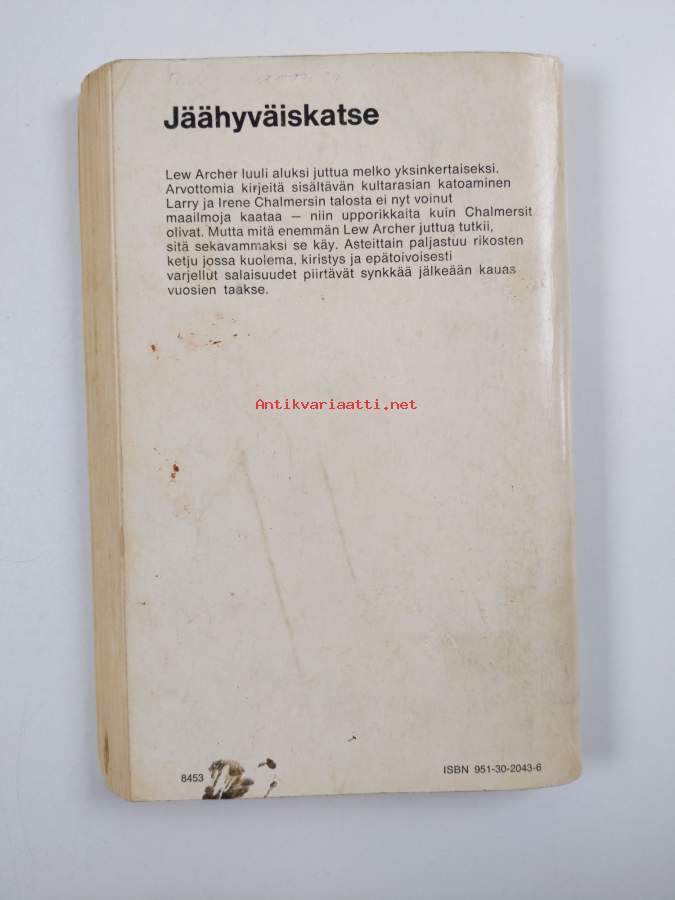 Jäähyväiskatse
Lew Archer luuli aluksi juttua melko yksinkertaiseksi.
Arvottomia kirjeitä sisältävän kultarasian katoaminen
Larry ja Irene Chalmersin talosta ei nyt voinut
maailmoja kaataa — niin upporikkaita kuin Chalmersit
olivat. Mutta mitä enemmän Lew Archer juttua tutkii,
sitä sekavammaksi se käy. Asteittain paljastuu rikosten
ketju jossa kuolema, kiristys ja epätoivoisesti
varjellut salaisuudet piirtävät synkkää jälkeään kauas
vuosien taakse.
Antikvariaatti.net
8453
ISBN 951-30-2043-6